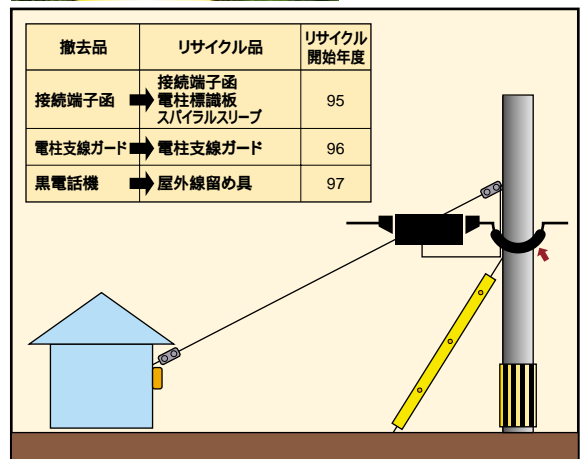 撤去品 リサイクル品 リサイクル
開始年度
接続端子函 接続端子函 95
電柱標識板
スパイラルスリーブ
電柱支線ガード 電柱支線ガード 96
黒電話機 屋外線留め具 97